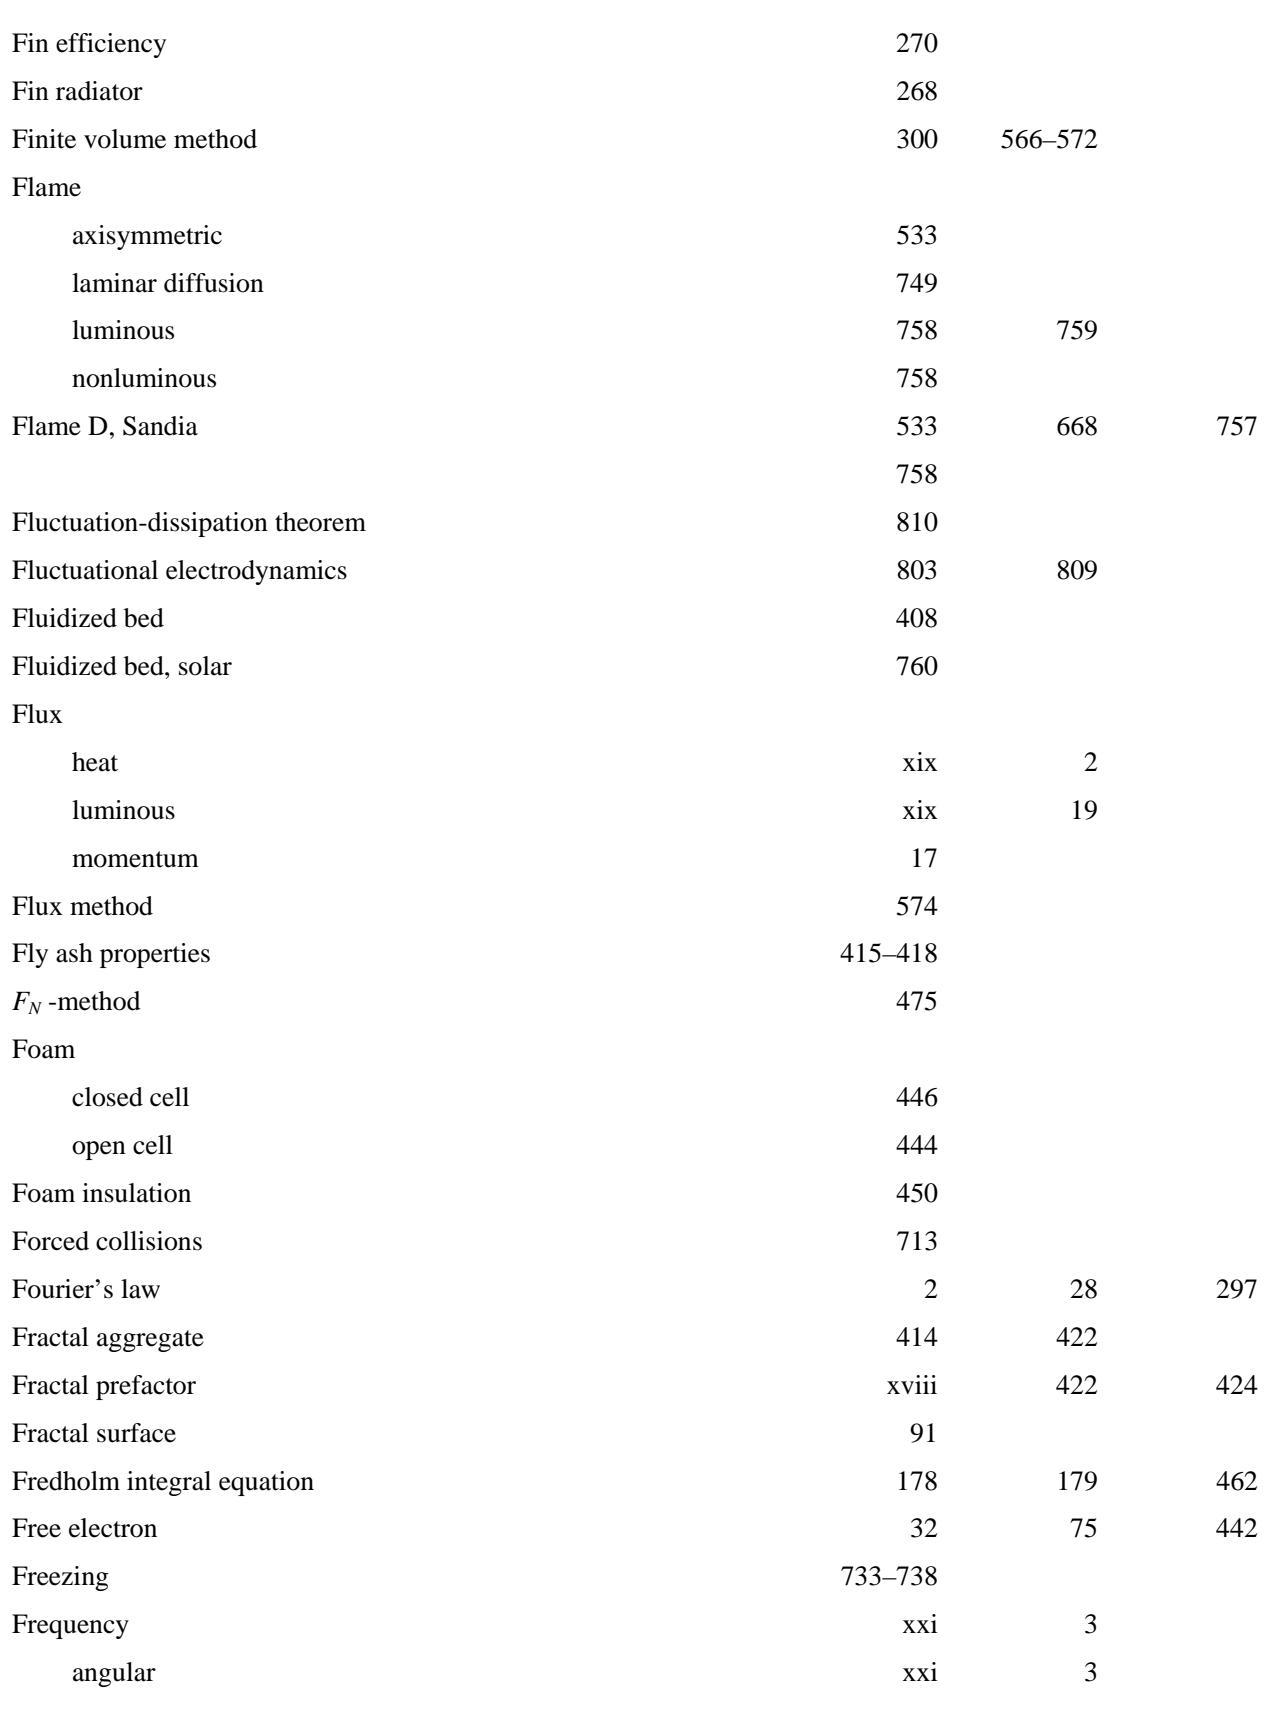 Fin efficiency 270
Fin radiator 268
Finite volume method 300 566–572
Flame
axisymmetric 533
laminar diffusion 749
luminous 758 759
nonluminous 758
Flame D, Sandia 533 668 757
758
Fluctuation-dissipation theorem 810
Fluctuational electrodynamics 803 809
Fluidized bed 408
Fluidized bed, solar 760
Flux
heat xix 2
luminous xix 19
momentum 17
Flux method 574
Fly ash properties 415–418
F_N -method 475
Foam
closed cell 446
open cell 444
Foam insulation 450
Forced collisions 713
Fourier’s law 2 28 297
Fractal aggregate 414 422
Fractal prefactor xviii 422 424
Fractal surface 91
Fredholm integral equation 178 179 462
Free electron 32 75 442
Freezing 733–738
Frequency xxi 3
angular xxi 3